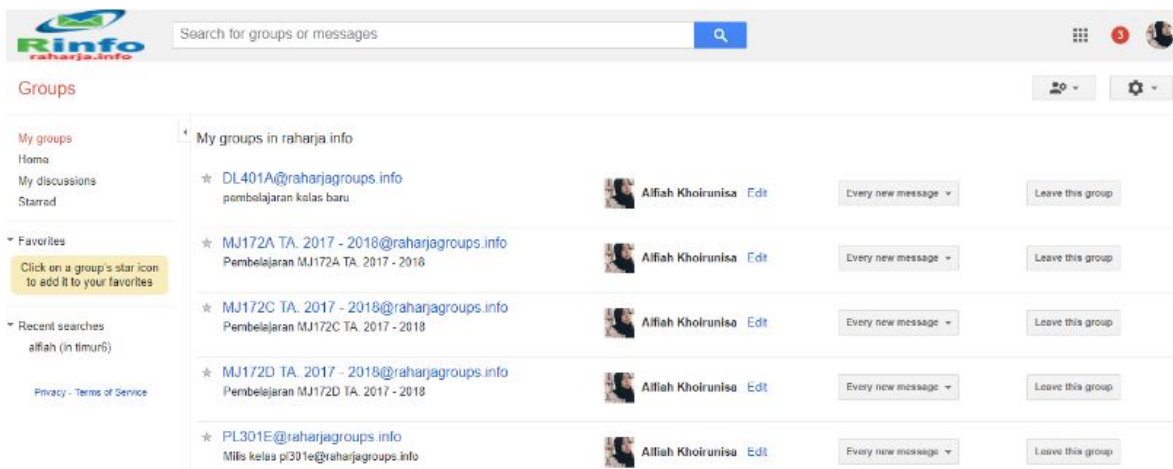 Rinfo
raharja.info
Search for groups or messages
3
Groups
My groups
Home
My discussions
Starred
Favorites
Click on a group's star icon
to add it to your favorites
Recent searches
alfiah (in timur6)
Privacy - Terms of Service
My groups in raharja.info
DL401A@raharjagroups.info
pembelajaran kelas baru
Alfiah Khoirunisa Edit
Every new message
Leave this group
MJ172A TA. 2017 - 2018@raharjagroups.info
Pembelajaran MJ172A TA. 2017 - 2018
Alfiah Khoirunisa Edit
Every new message
Leave this group
MJ172C TA. 2017 - 2018@raharjagroups.info
Pembelajaran MJ172C TA. 2017 - 2018
Alfiah Khoirunisa Edit
Every new message
Leave this group
MJ172D TA. 2017 - 2018@raharjagroups.info
Pembelajaran MJ172D TA. 2017 - 2018
Alfiah Khoirunisa Edit
Every new message
Leave this group
PL301E@raharjagroups.info
Milis kelas pl301e@raharjagroups.info
Alfiah Khoirunisa Edit
Every new message
Leave this group